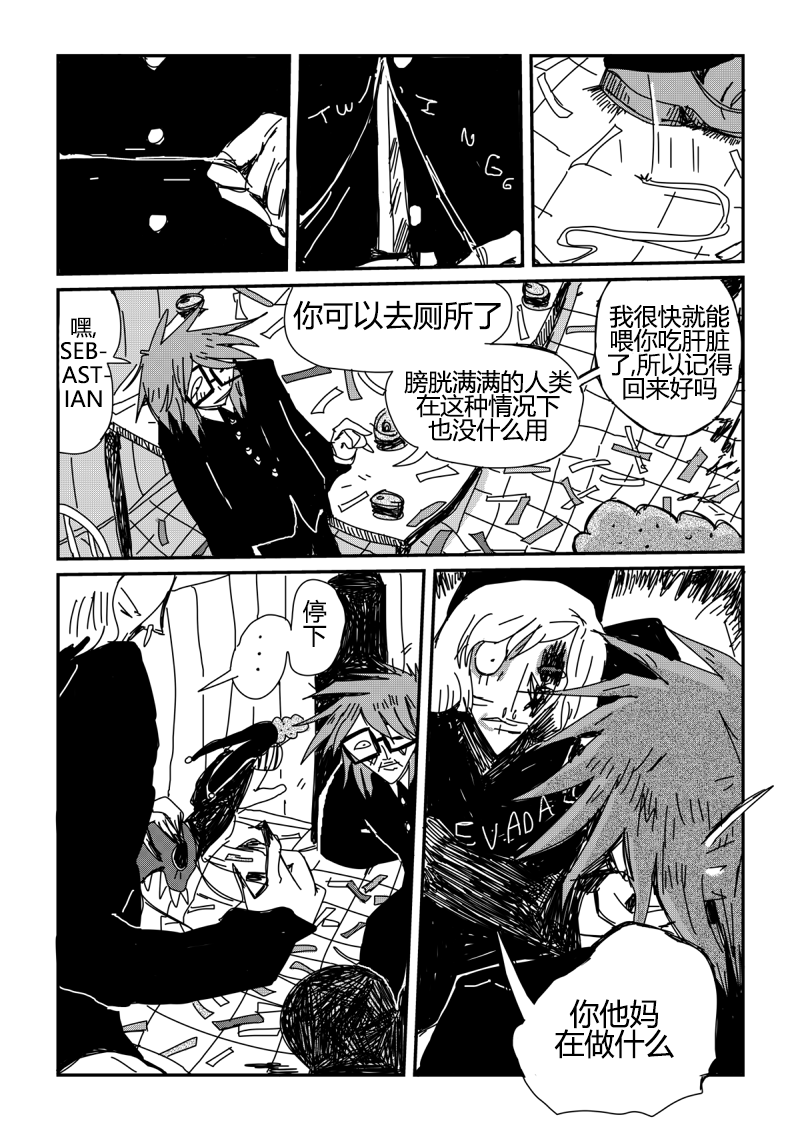 TWING
嘿,
SEB-
AST-
IAN
你可以去厕所了
膀胱满满的人类
在这种情况下
也没什么用
我很快就能
喂你吃肝脏
了,所以记得
回来好吗
...
停
下
EVADA
你他妈
在做什么